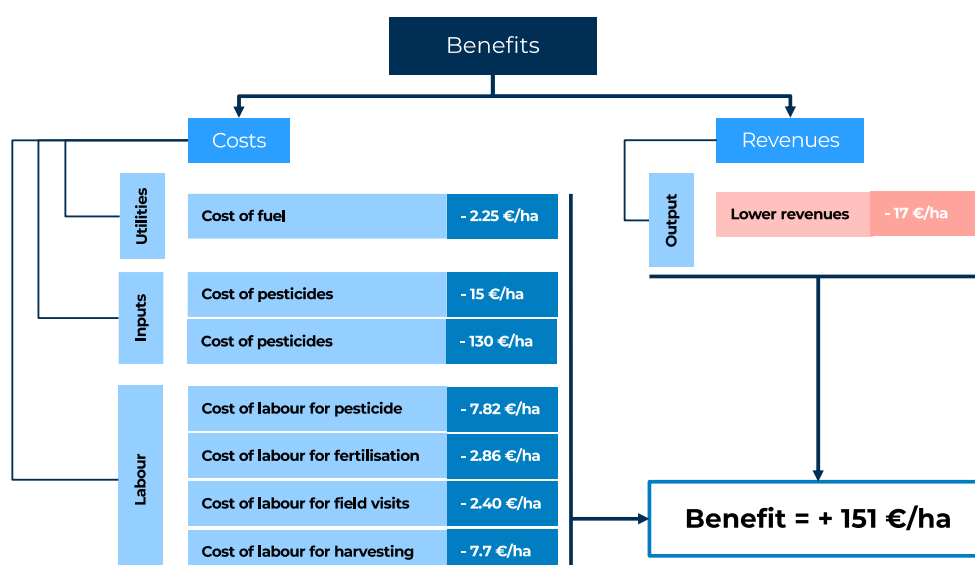 Benefits
Costs
Revenues
Utilities
Cost of fuel
- 2.25 €/ha
Output
Lower revenues
- 17 €/ha
Inputs
Cost of pesticides
- 15 €/ha
Cost of pesticides
- 130 €/ha
Labour
Cost of labour for pesticide
- 7.82 €/ha
Cost of labour for fertilisation
- 2.86 €/ha
Cost of labour for field visits
- 2.40 €/ha
Cost of labour for harvesting
- 7.7 €/ha
Benefit = + 151 €/ha